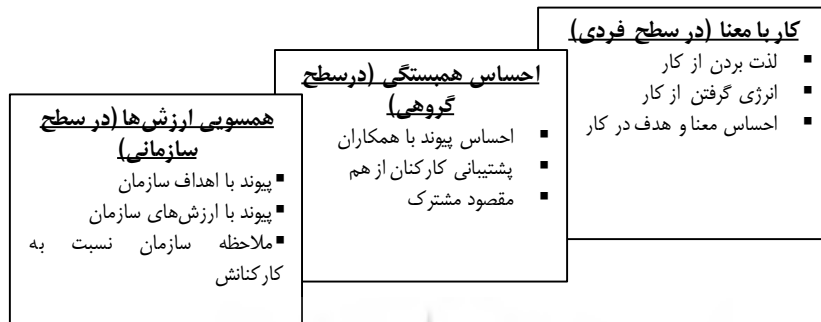 کار با معنا (در سطح فردی)
▪ لذت بردن از کار
▪ انرژی گرفتن از کار
▪ احساس معنا و هدف در کار
احساس همبستگی (درسطح
گروهی)
▪ احساس پیوند با همکاران
▪ پشتیبانی کارکنان از هم
▪ مقصود مشترک
همسویی ارزش‌ها (در سطح
سازمانی)
▪ پیوند با اهداف سازمان
▪ پیوند با ارزش‌های سازمان
▪ ملاحظه سازمان نسبت به
کارکنانش